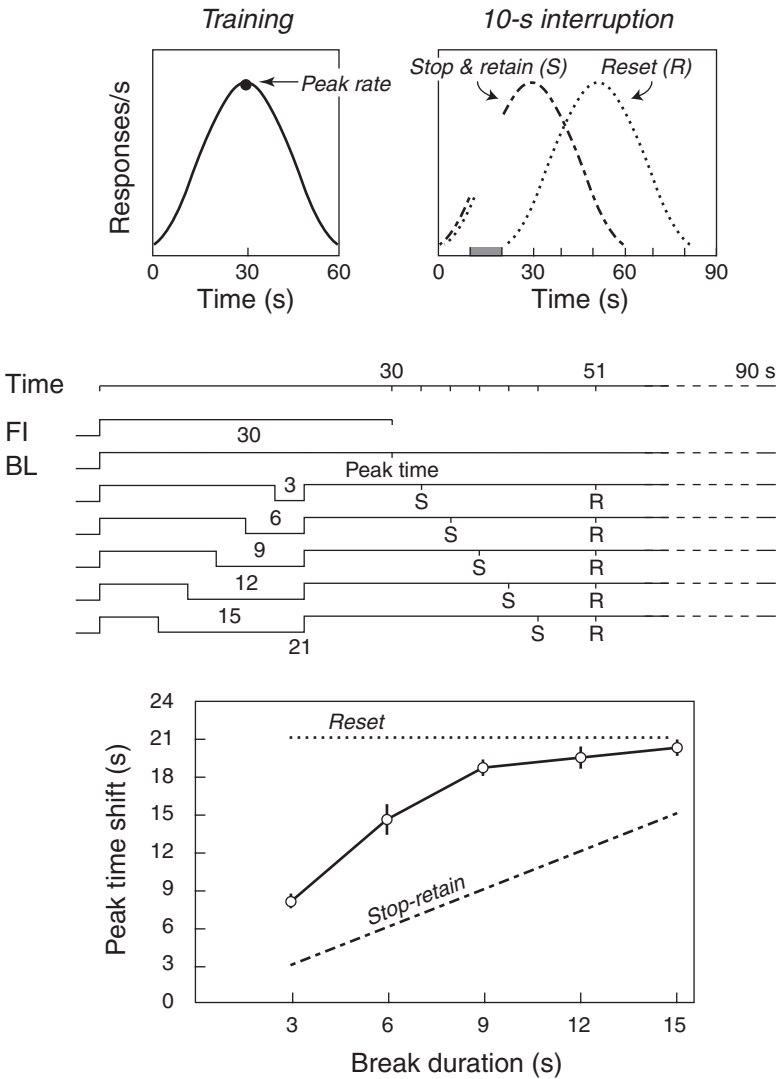 Training
10-s interruption
Responses/s
Peak rate
Stop & retain (S)
Reset (R)
0 30 60
0 30 60 90
Time (s)
Time (s)
Time 30 51 90 s
FI
30
BL
Peak time
3
S R
6
S R
9
S R
12
S R
15
S R
21
Peak time shift (s)
24
21
18
15
12
9
6
3
0
Reset
Stop-retain
3 6 9 12 15
Break duration (s)